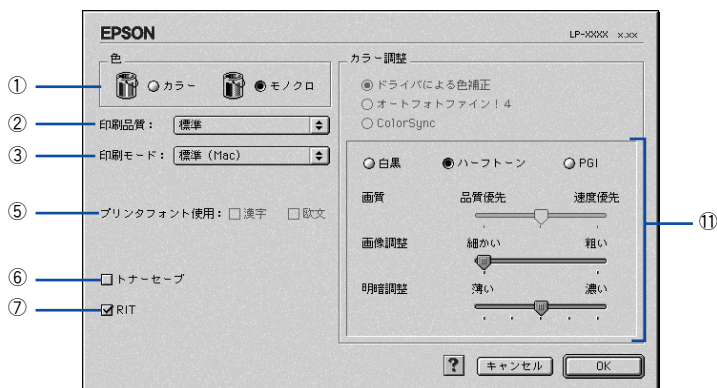 EPSON
LP-XXXX x.xx
色
① カラー モノクロ
② 印刷品質： 標準
③ 印刷モード： 標準（Mac）
⑤ プリンタフォント使用： 漢字 欧文
⑥ トナーセーブ
⑦ RIT
カラー調整
ドライバによる色補正
オートフォトファイン！4
ColorSync
白黒 ハーフトーン PGI
画質 品質優先 速度優先
⑪
画像調整 細かい 粗い
明暗調整 薄い 濃い
? キャンセル OK